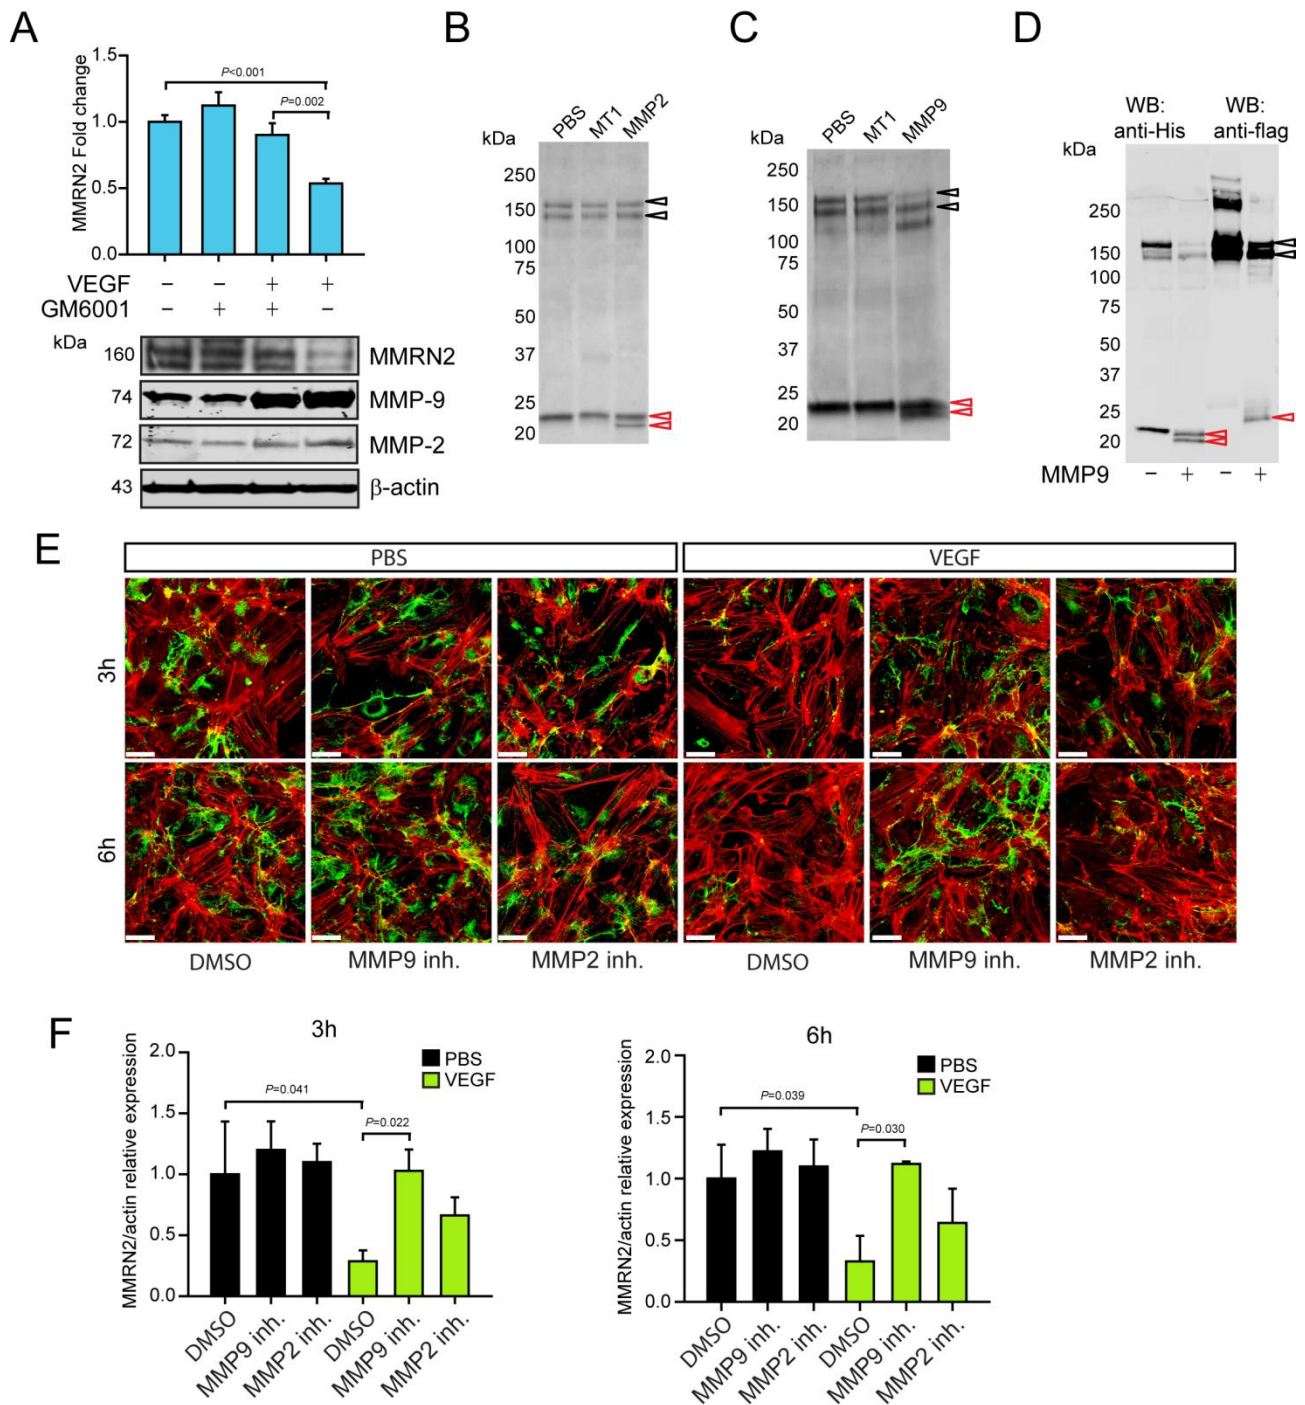 A
MMRN2 Fold change
1.5
1.0
0.5
0.0
P<0.001
P=0.002
VEGF − − + +
GM6001 − + + −
kDa
160 MMRN2
74 MMP-9
72 MMP-2
43 β-actin
B
kDa
PBS MT1 MMP2
250
150
100
75
50
37
25
20
C
kDa
PBS MT1 MMP9
250
150
100
75
50
37
25
20
D
WB: WB:
anti-His anti-flag
kDa
250
150
100
75
50
37
25
20
MMP9 − + − +
E
PBS VEGF
3h
6h
DMSO MMP9 inh. MMP2 inh. DMSO MMP9 inh. MMP2 inh.
F
3h
MMRN2/actin relative expression
2.0
1.5
1.0
0.5
0.0
PBS
VEGF
P=0.041
P=0.022
DMSO MMP9 inh. MMP2 inh. DMSO MMP9 inh. MMP2 inh.
6h
MMRN2/actin relative expression
2.0
1.5
1.0
0.5
0.0
PBS
VEGF
P=0.039
P=0.030
DMSO MMP9 inh. MMP2 inh. DMSO MMP9 inh. MMP2 inh.